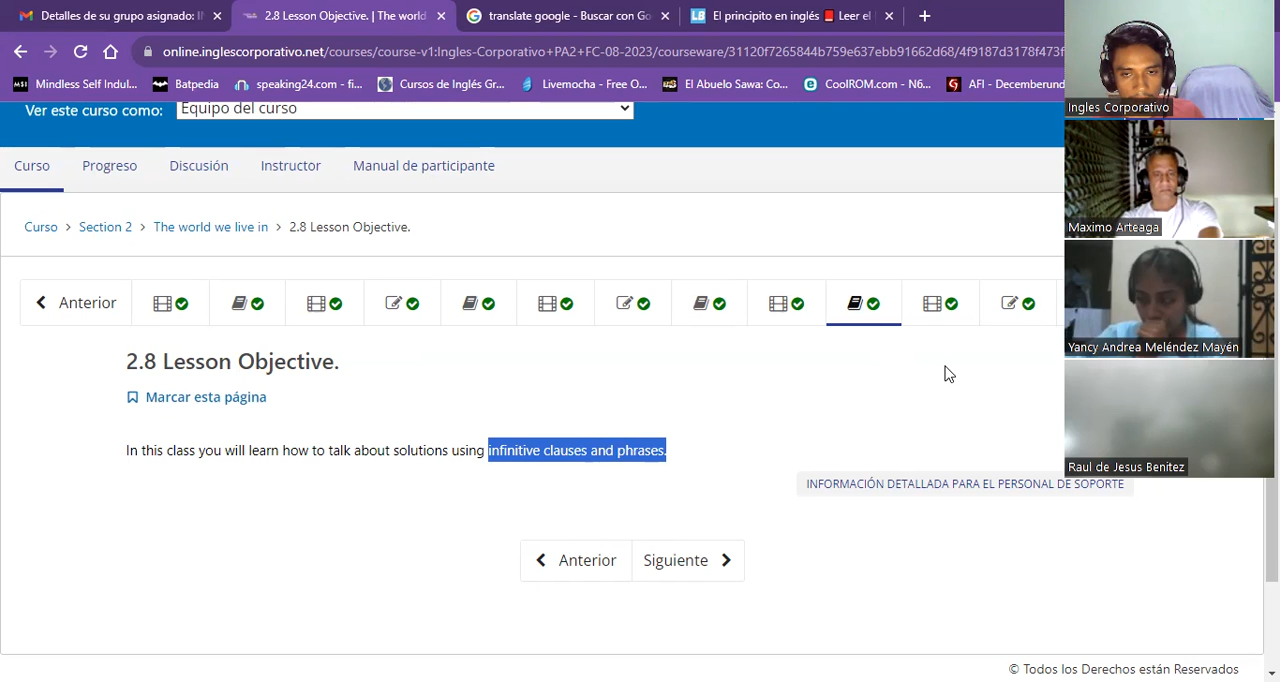 Detalles de su grupo asignado: IN
2.8 Lesson Objective. | The world
translate google - Buscar con Go
El principito en inglés 📕 Leer el l
online.inglescorporativo.net/courses/course-v1:Ingles-Corporativo+PA2+FC-08-2023/courseware/31120f7265844b759e637ebb91662d68/4f9187d3178f473f
Mindless Self Indul...
Batpedia
speaking24.com - fi...
Cursos de Inglés Gr...
Livemocha - Free O...
El Abuelo Sawa: Co...
CoolROM.com - N6...
AFI - Decemberund
Ver este curso como:
Equipo del curso
Curso
Progreso
Discusión
Instructor
Manual de participante
Curso > Section 2 > The world we live in > 2.8 Lesson Objective.
Anterior
2.8 Lesson Objective.
Marcar esta página
In this class you will learn how to talk about solutions using infinitive clauses and phrases.
INFORMACIÓN DETALLADA PARA EL PERSONAL DE SOPORTE
Anterior
Siguiente
© Todos los Derechos están Reservados
Ingles Corporativo
Maximo Arteaga
Yancy Andrea Meléndez Mayén
Raul de Jesus Benitez